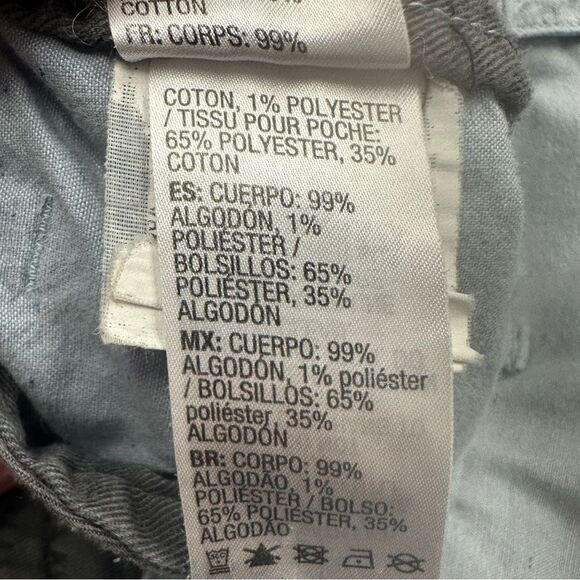 COTTON
FR: CORPS: 99%
COTON, 1% POLYESTER
/ TISSU POUR POCHE:
65% POLYESTER, 35%
COTON
ES: CUERPO: 99%
ALGODÓN, 1%
POLIÉSTER /
BOLSILLOS: 65%
POLIÉSTER, 35%
ALGODÓN
MX: CUERPO: 99%
ALGODÓN, 1% poliéster
/ BOLSILLOS: 65%
poliéster, 35%
ALGODÓN
BR: CORPO: 99%
ALGODÃO, 1%
POLIÉSTER / BOLSO:
65% POLIÉSTER, 35%
ALGODÃO